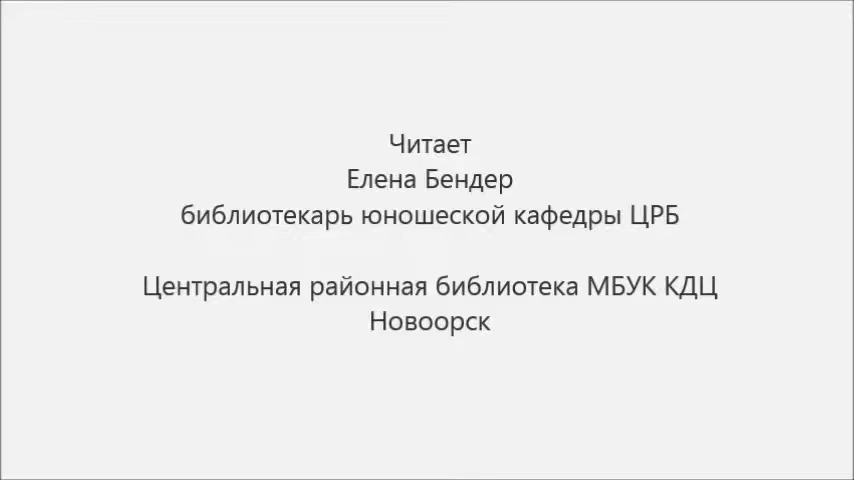 Читает
Елена Бендер
библиотекарь юношеской кафедры ЦРБ
Центральная районная библиотека МБУК КДЦ
Новоорск